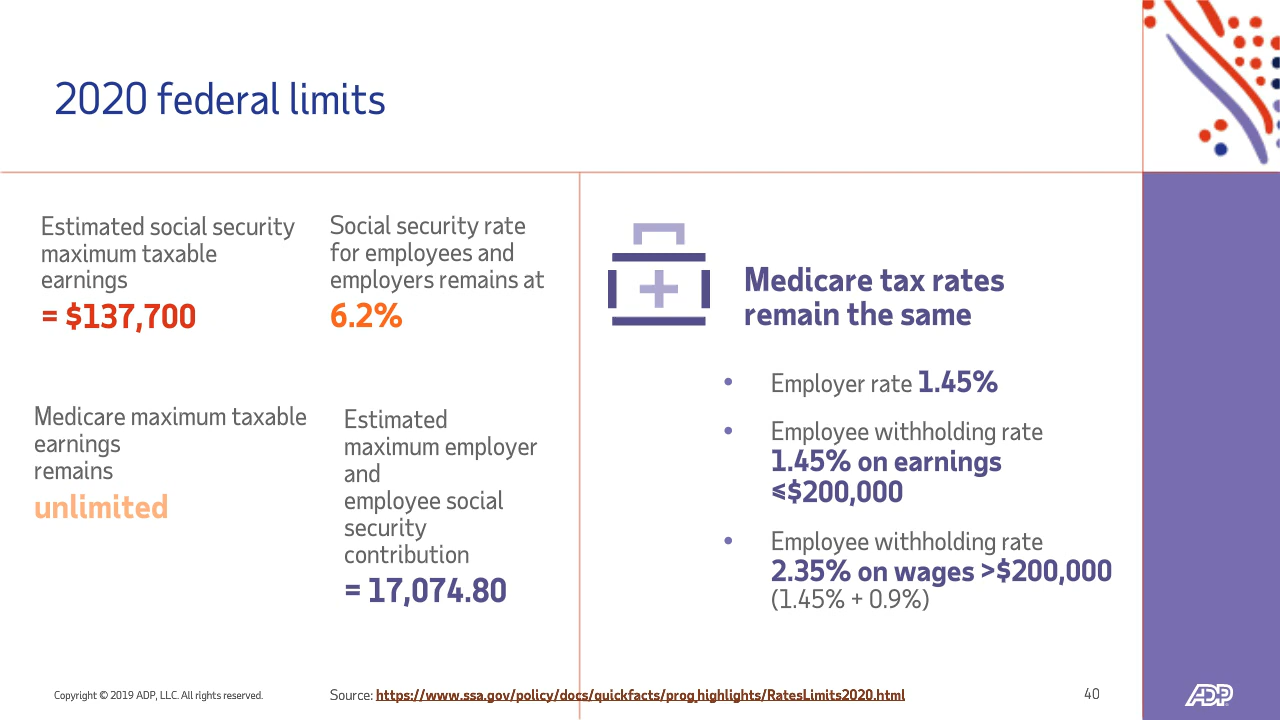 2020 federal limits
Estimated social security
maximum taxable
earnings
= $137,700
Social security rate
for employees and
employers remains at
6.2%
Medicare maximum taxable
earnings
remains
unlimited
Estimated
maximum employer
and
employee social
security
contribution
= 17,074.80
Medicare tax rates
remain the same
• Employer rate 1.45%
• Employee withholding rate
1.45% on earnings
≤$200,000
• Employee withholding rate
2.35% on wages >$200,000
(1.45% + 0.9%)
Copyright © 2019 ADP, LLC. All rights reserved.
Source: https://www.ssa.gov/policy/docs/quickfacts/prog_highlights/RatesLimits2020.html
40
ADP